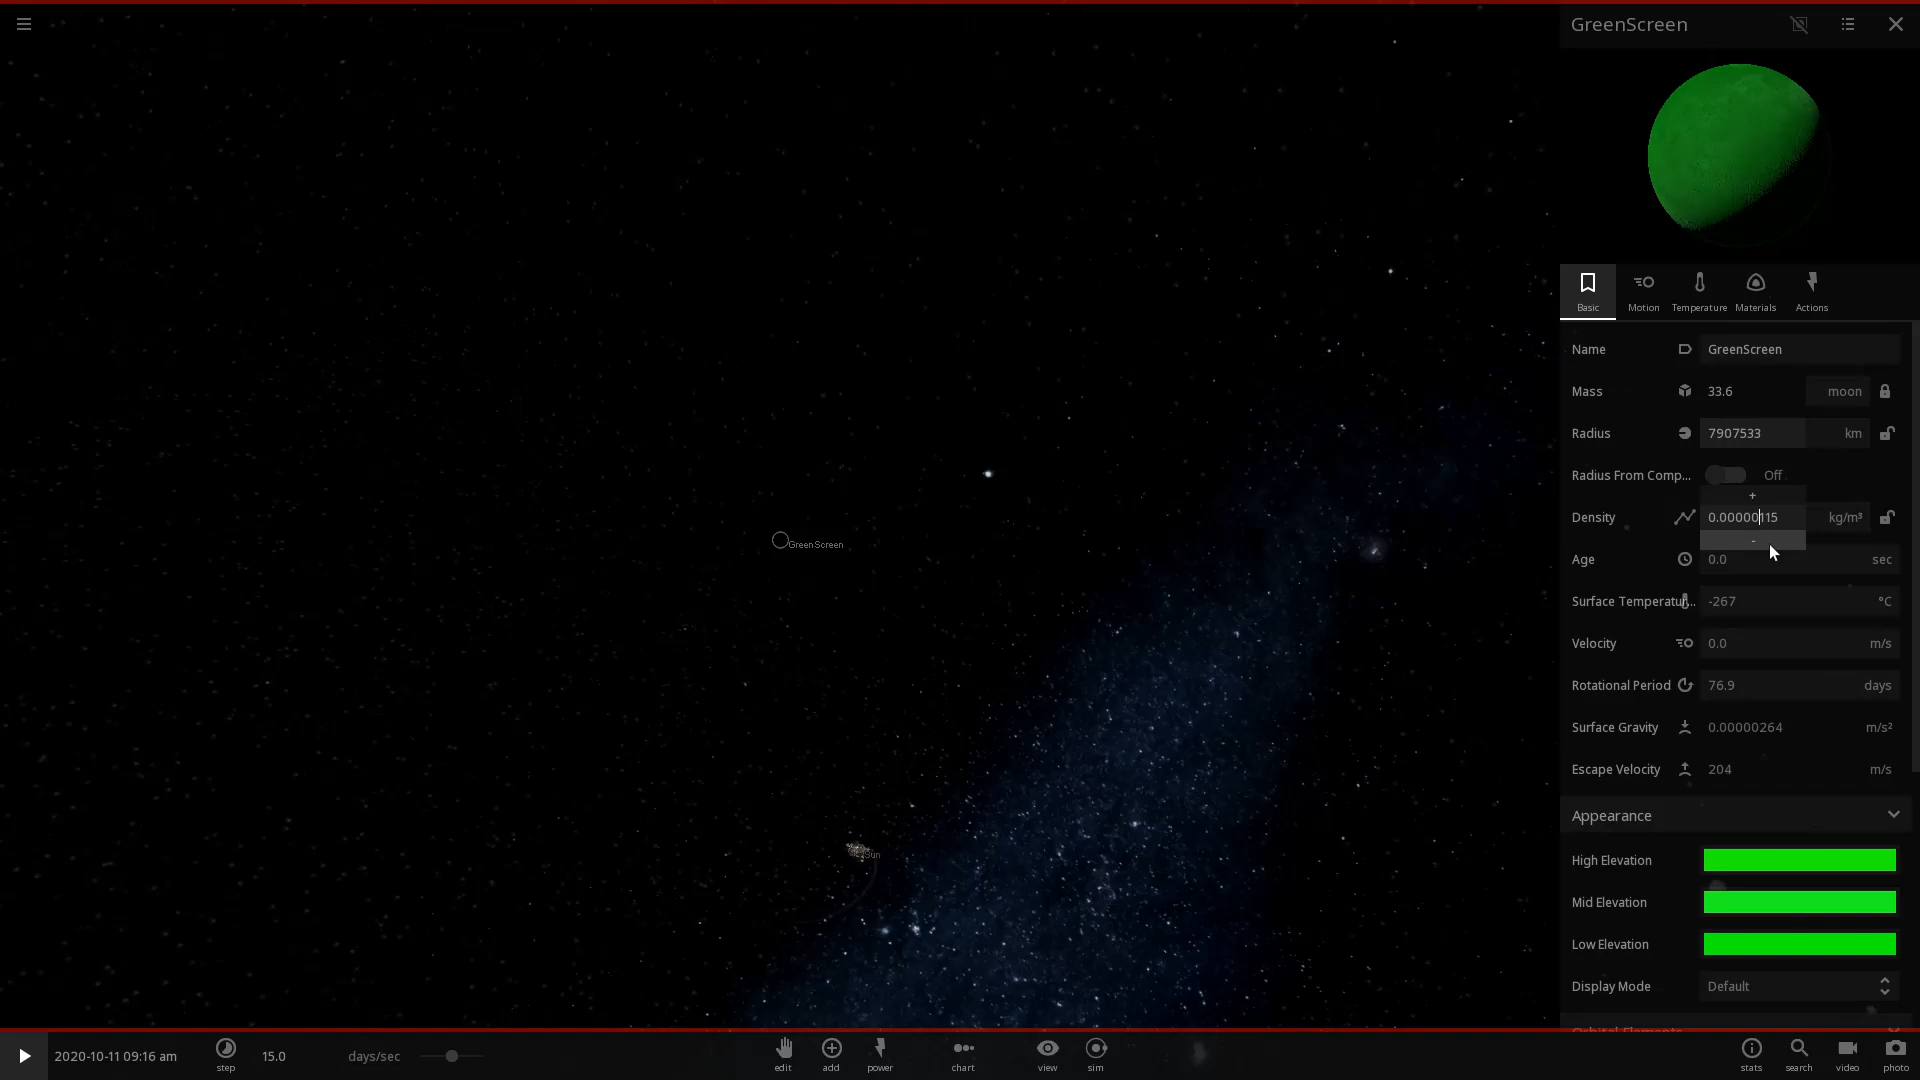 GreenScreen
Basic
Motion
Temperature
Materials
Actions
Name GreenScreen
Mass 33.6 moon
Radius 7907533 km
Radius From Comp... Off
+
Density 0.00000115 kg/m³
-
Age 0.0 sec
Surface Temperatur... -267 °C
Velocity 0.0 m/s
Rotational Period 76.9 days
Surface Gravity 0.00000264 m/s²
Escape Velocity 204 m/s
Appearance
High Elevation
Mid Elevation
Low Elevation
Display Mode Default
Orbital Elements
GreenScreen
Sun
2020-10-11 09:16 am
step
15.0 days/sec
edit
add
power
chart
view
sim
stats
search
video
photo